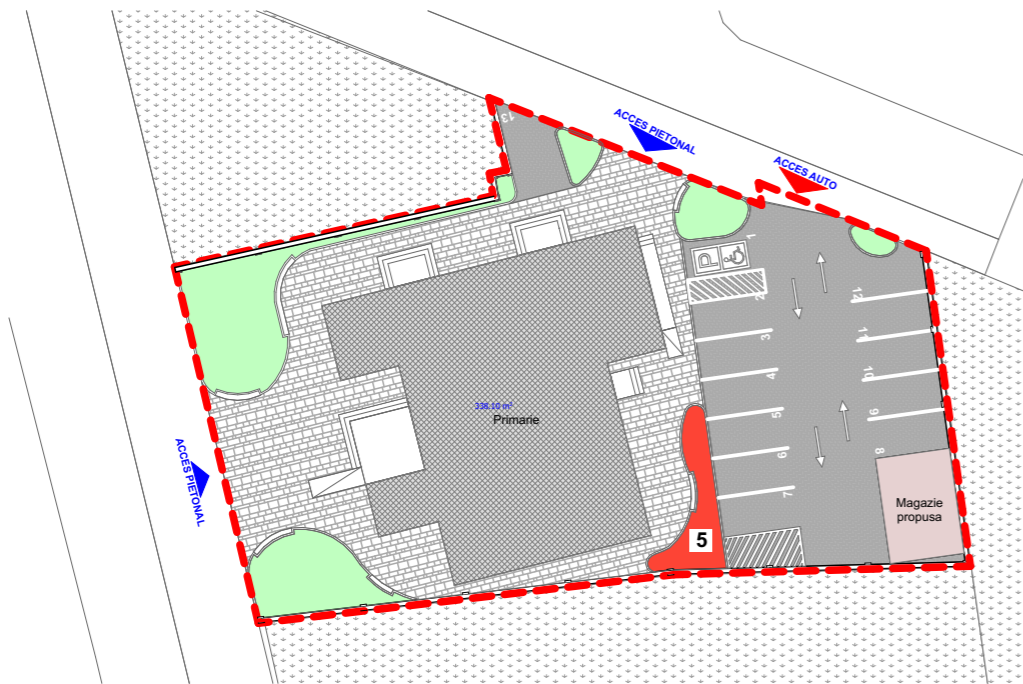 13
ACCES PIETONAL
ACCES AUTO
P
1
2
12
3
11
4
10
338.10 m²
Primarie
5
9
6
8
ACCES PIETONAL
7
Magazie
propusa
5